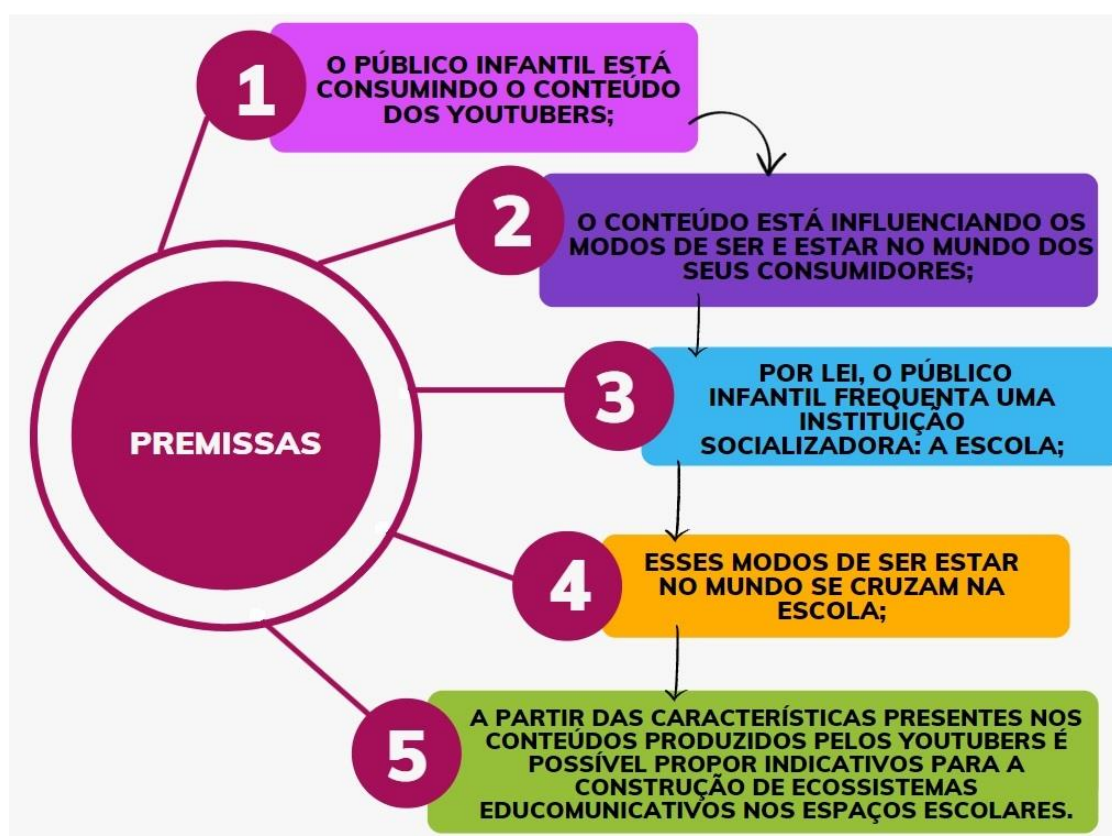 1
O PÚBLICO INFANTIL ESTÁ
CONSUMINDO O CONTEÚDO
DOS YOUTUBERS;
2
O CONTEÚDO ESTÁ INFLUENCIANDO OS
MODOS DE SER E ESTAR NO MUNDO DOS
SEUS CONSUMIDORES;
PREMISSAS
3
POR LEI, O PÚBLICO
INFANTIL FREQUENTA UMA
INSTITUIÇÃO
SOCIALIZADORA: A ESCOLA;
4
ESSES MODOS DE SER ESTAR
NO MUNDO SE CRUZAM NA
ESCOLA;
5
A PARTIR DAS CARACTERÍSTICAS PRESENTES NOS
CONTEÚDOS PRODUZIDOS PELOS YOUTUBERS É
POSSÍVEL PROPOR INDICATIVOS PARA A
CONSTRUÇÃO DE ECOSSISTEMAS
EDUCOMUNICATIVOS NOS ESPAÇOS ESCOLARES.